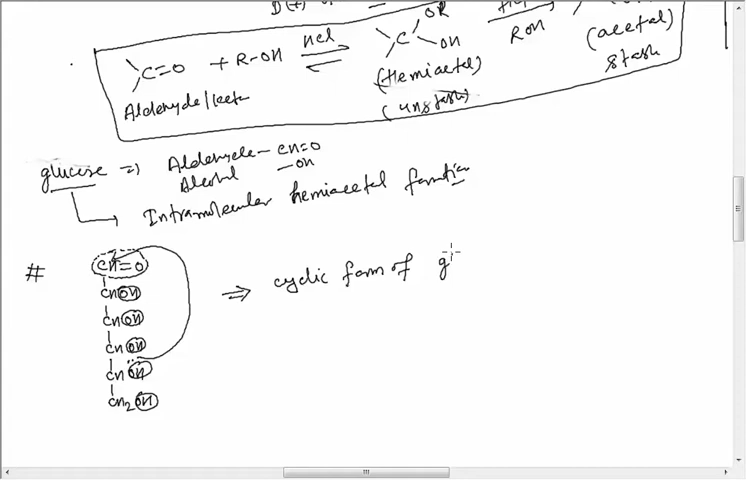 D(+)
C=O + R-OH HCl OR C OH ROH (acetal)
Aldehyde/keto (Hemiacetal) stable
(unstable)
glucose ⇒ Aldehyde - CH=O
Alcohol - OH
Intramolecular hemiacetal formation
# CH=O
CHOH ⇒ cyclic form of g
CHOH
CHOH
CHOH
CH2OH